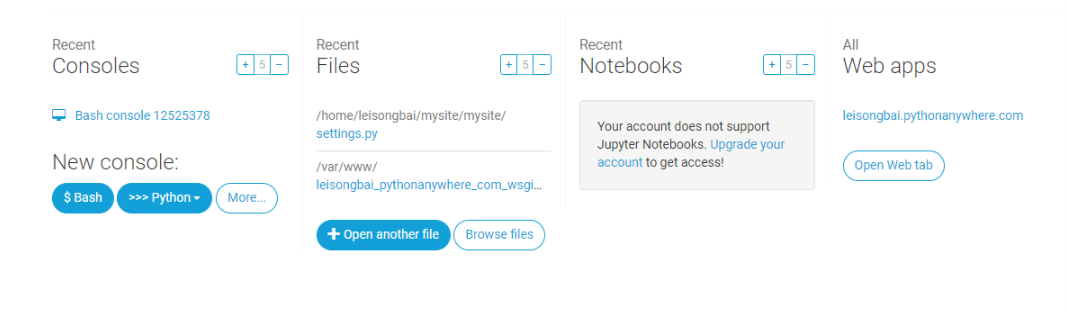 Recent
Consoles
+ 5 −
Bash console 12525378
New console:
$ Bash
>>> Python
More...
Recent
Files
+ 5 −
/home/leisongbai/mysite/mysite/
settings.py
/var/www/
leisongbai_pythonanywhere_com_wsgi...
+ Open another file
Browse files
Recent
Notebooks
+ 5 −
Your account does not support
Jupyter Notebooks. Upgrade your
account to get access!
All
Web apps
leisongbai.pythonanywhere.com
Open Web tab